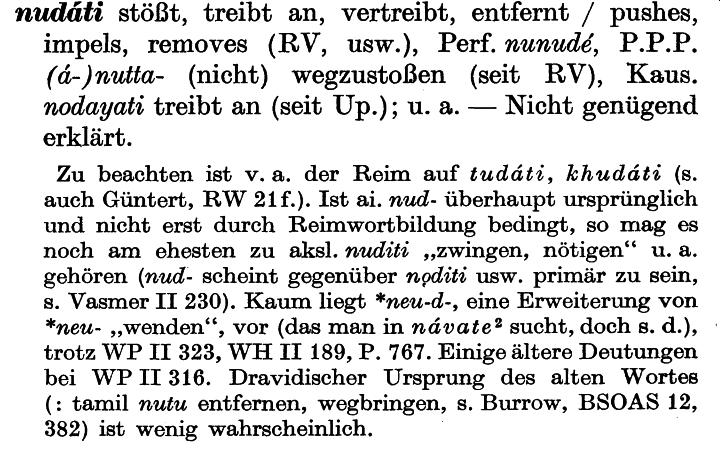 nudáti stößt, treibt an, vertreibt, entfernt / pushes,
impels, removes (RV, usw.), Perf. nunudé, P.P.P.
(á-)nutta- (nicht) wegzustoßen (seit RV), Kaus.
nodayati treibt an (seit Up.); u. a. — Nicht genügend
erklärt.
Zu beachten ist v. a. der Reim auf tudáti, khudáti (s.
auch Güntert, RW 21f.). Ist ai. nud- überhaupt ursprünglich
und nicht erst durch Reimwortbildung bedingt, so mag es
noch am ehesten zu aksl. nuditi „zwingen, nötigen“ u. a.
gehören (nud- scheint gegenüber nǫditi usw. primär zu sein,
s. Vasmer II 230). Kaum liegt *neu-d-, eine Erweiterung von
*neu- „wenden“, vor (das man in návate² sucht, doch s. d.),
trotz WP II 323, WH II 189, P. 767. Einige ältere Deutungen
bei WP II 316. Dravidischer Ursprung des alten Wortes
(: tamil nutu entfernen, wegbringen, s. Burrow, BSOAS 12,
382) ist wenig wahrscheinlich.